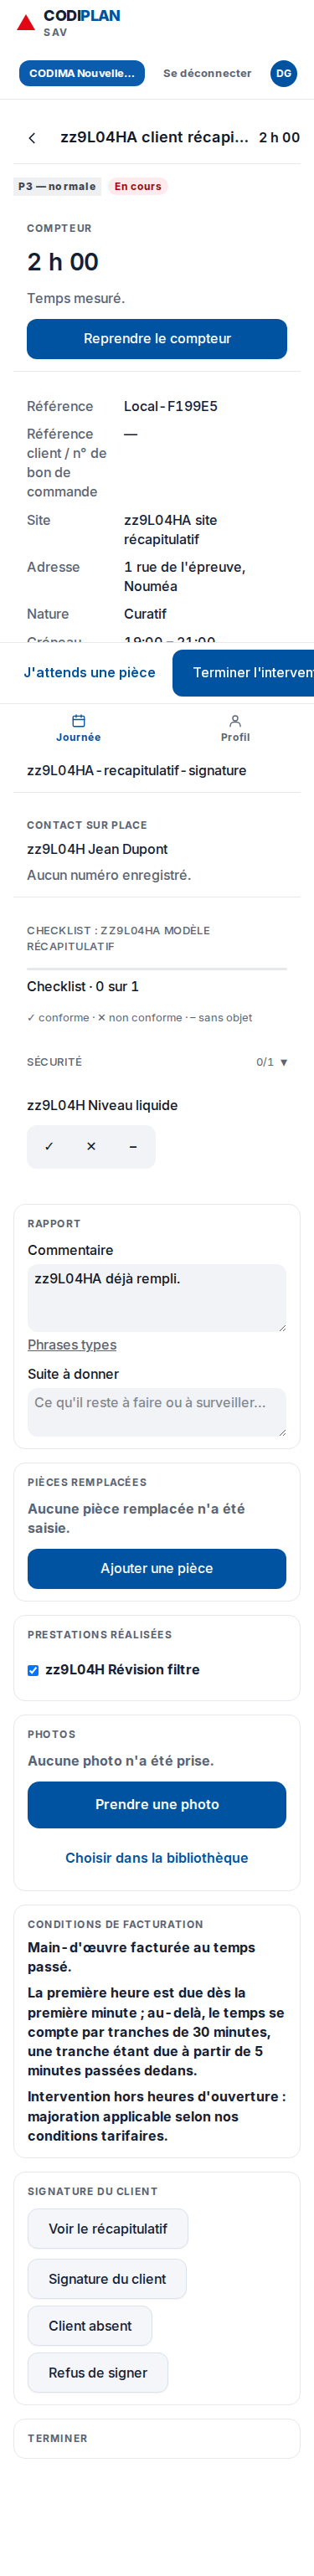 CODIPLAN
SAV
CODIMA Nouvelle...
Se déconnecter
DG
zz9L04HA client récapi...
2 h 00
P3 — normale
En cours
COMPTEUR
2 h 00
Temps mesuré.
Reprendre le compteur
Référence
Local-F199E5
Référence
client / n° de
bon de
commande
—
Site
zz9L04HA site
récapitulatif
Adresse
1 rue de l'épreuve,
Nouméa
Nature
Curatif
J'attends une pièce
Terminer l'interven
Journée
Profil
zz9L04HA-recapitulatif-signature
CONTACT SUR PLACE
zz9L04H Jean Dupont
Aucun numéro enregistré.
CHECKLIST : ZZ9L04HA MODÈLE
RÉCAPITULATIF
Checklist · 0 sur 1
✓ conforme · ✕ non conforme · – sans objet
SÉCURITÉ
0/1 ▼
zz9L04H Niveau liquide
✓ ✕ –
RAPPORT
Commentaire
zz9L04HA déjà rempli.
Phrases types
Suite à donner
Ce qu'il reste à faire ou à surveiller...
PIÈCES REMPLACÉES
Aucune pièce remplacée n'a été
saisie.
Ajouter une pièce
PRESTATIONS RÉALISÉES
zz9L04H Révision filtre
PHOTOS
Aucune photo n'a été prise.
Prendre une photo
Choisir dans la bibliothèque
CONDITIONS DE FACTURATION
Main-d'œuvre facturée au temps
passé.
La première heure est due dès la
première minute ; au-delà, le temps se
compte par tranches de 30 minutes,
une tranche étant due à partir de 5
minutes passées dedans.
Intervention hors heures d'ouverture :
majoration applicable selon nos
conditions tarifaires.
SIGNATURE DU CLIENT
Voir le récapitulatif
Signature du client
Client absent
Refus de signer
TERMINER